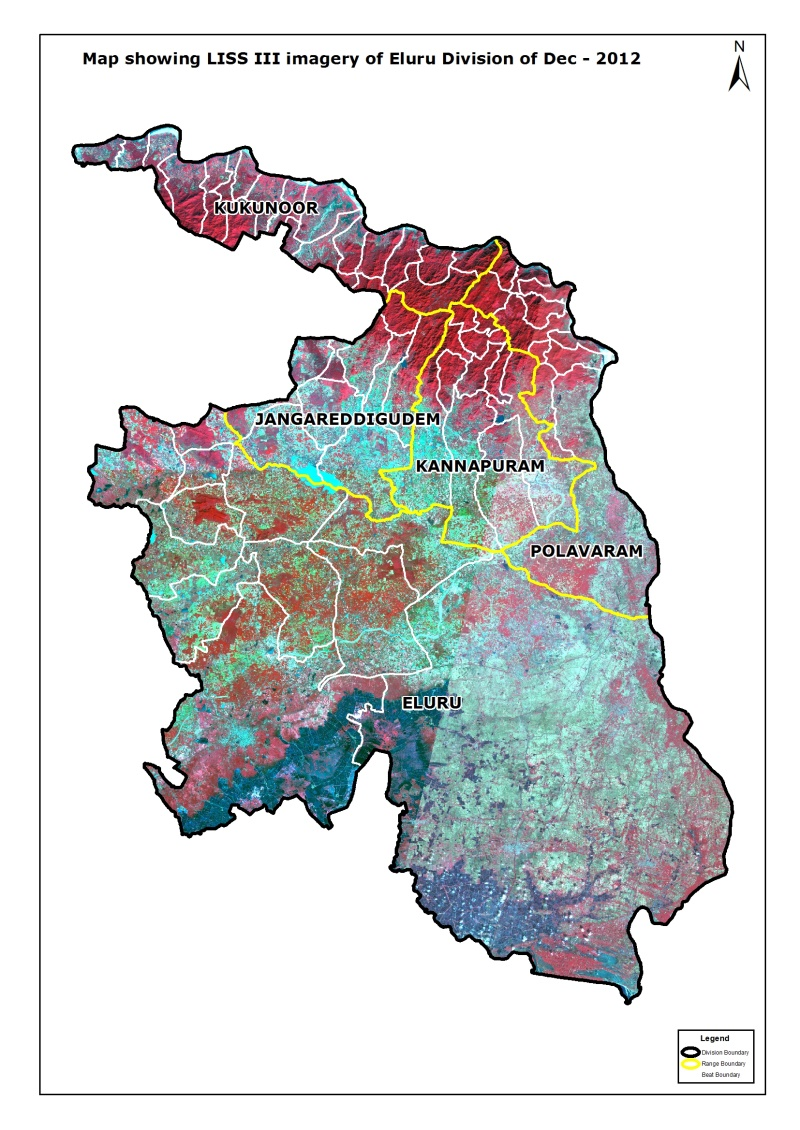 Map showing LISS III imagery of Eluru Division of Dec - 2012
N
KUKUNOOR
JANGAREDDIGUDEM
KANNAPURAM
POLAVARAM
ELURU
Legend
Division Boundary
Range Boundary
Beat Boundary